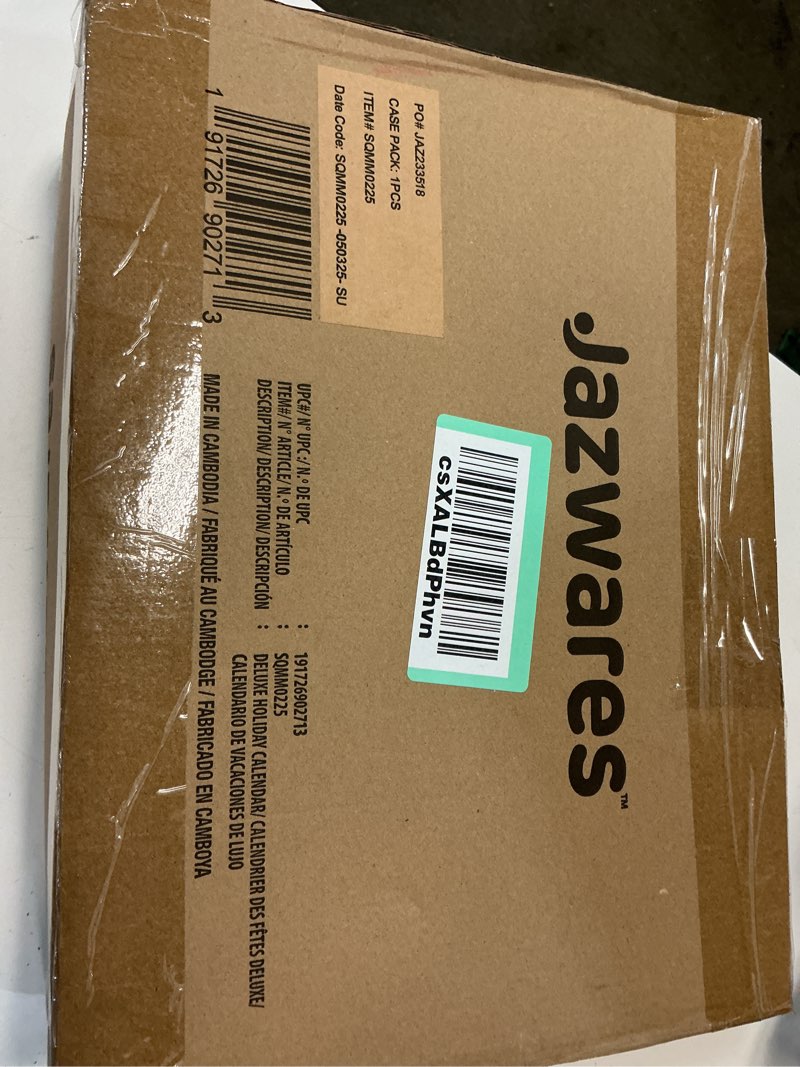 Jazwares™
csXALBdPhvn
PO# JAZ233518
CASE PACK: 1PCS
ITEM# SQMM0225
Date Code: SQMM0225 -050325- SU
1 91726 90271 3
UPC#/ N° UPC:/ N.º DE UPC : 191726902713
ITEM#/ N° ARTICLE/ N.º DE ARTÍCULO : SQMM0225
DESCRIPTION/ DESCRIPTION/ DESCRIPCIÓN : DELUXE HOLIDAY CALENDAR/ CALENDRIER DES FÊTES DELUXE/
CALENDARIO DE VACACIONES DE LUJO
MADE IN CAMBODIA / FABRIQUÉ AU CAMBODGE / FABRICADO EN CAMBOYA